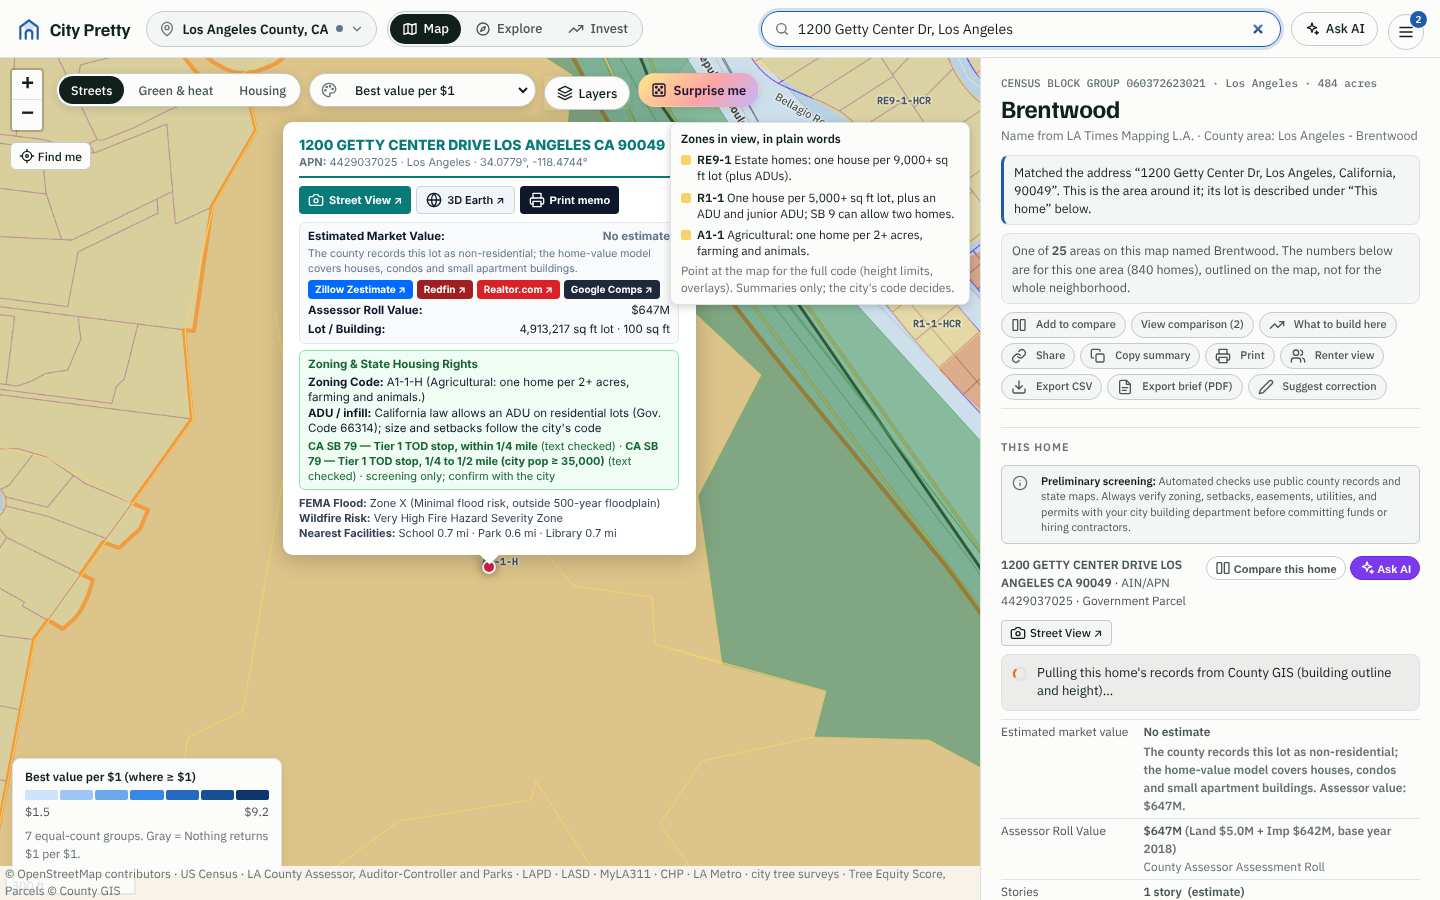 City Pretty
Los Angeles County, CA
Map
Explore
Invest
1200 Getty Center Dr, Los Angeles
Ask AI
2
+
−
Streets
Green & heat
Housing
Best value per $1
Layers
Surprise me
Find me
Bellagio
RE9-1-HCR
R1-1-HCR
1200 GETTY CENTER DRIVE LOS ANGELES CA 90049
APN: 4429037025 · Los Angeles · 34.0779°, -118.4744°
Street View ↗
3D Earth ↗
Print memo
Estimated Market Value:
No estimate
The county records this lot as non-residential; the home-value model
covers houses, condos and small apartment buildings.
Zillow Zestimate ↗
Redfin ↗
Realtor.com ↗
Google Comps ↗
Assessor Roll Value:
$647M
Lot / Building:
4,913,217 sq ft lot · 100 sq ft
Zoning & State Housing Rights
Zoning Code: A1-1-H (Agricultural: one home per 2+ acres,
farming and animals.)
ADU / infill: California law allows an ADU on residential lots (Gov.
Code 66314); size and setbacks follow the city's code
CA SB 79 — Tier 1 TOD stop, within 1/4 mile (text checked) · CA SB
79 — Tier 1 TOD stop, 1/4 to 1/2 mile (city pop ≥ 35,000) (text
checked) · screening only; confirm with the city
FEMA Flood: Zone X (Minimal flood risk, outside 500-year floodplain)
Wildfire Risk: Very High Fire Hazard Severity Zone
Nearest Facilities: School 0.7 mi · Park 0.6 mi · Library 0.7 mi
-1-H
Zones in view, in plain words
RE9-1 Estate homes: one house per 9,000+ sq
ft lot (plus ADUs).
R1-1 One house per 5,000+ sq ft lot, plus an
ADU and junior ADU; SB 9 can allow two homes.
A1-1 Agricultural: one home per 2+ acres,
farming and animals.
Point at the map for the full code (height limits,
overlays). Summaries only; the city's code decides.
Best value per $1 (where ≥ $1)
$1.5
$9.2
7 equal-count groups. Gray = Nothing returns
$1 per $1.
© OpenStreetMap contributors · US Census · LA County Assessor, Auditor-Controller and Parks · LAPD · LASD · MyLA311 · CHP · LA Metro · city tree surveys · Tree Equity Score,
Parcels © County GIS
CENSUS BLOCK GROUP 060372623021 · Los Angeles · 484 acres
Brentwood
Name from LA Times Mapping L.A. · County area: Los Angeles - Brentwood
Matched the address “1200 Getty Center Dr, Los Angeles, California,
90049”. This is the area around it; its lot is described under “This
home” below.
One of 25 areas on this map named Brentwood. The numbers below
are for this one area (840 homes), outlined on the map, not for the
whole neighborhood.
Add to compare
View comparison (2)
What to build here
Share
Copy summary
Print
Renter view
Export CSV
Export brief (PDF)
Suggest correction
THIS HOME
Preliminary screening: Automated checks use public county records and
state maps. Always verify zoning, setbacks, easements, utilities, and
permits with your city building department before committing funds or
hiring contractors.
1200 GETTY CENTER DRIVE LOS
ANGELES CA 90049 · AIN/APN
4429037025 · Government Parcel
Compare this home
Ask AI
Street View ↗
Pulling this home's records from County GIS (building outline
and height)…
Estimated market value
No estimate
The county records this lot as non-residential;
the home-value model covers houses, condos
and small apartment buildings. Assessor value:
$647M.
Assessor Roll Value
$647M (Land $5.0M + Imp $642M, base year
2018)
County Assessor Assessment Roll
Stories
1 story (estimate)